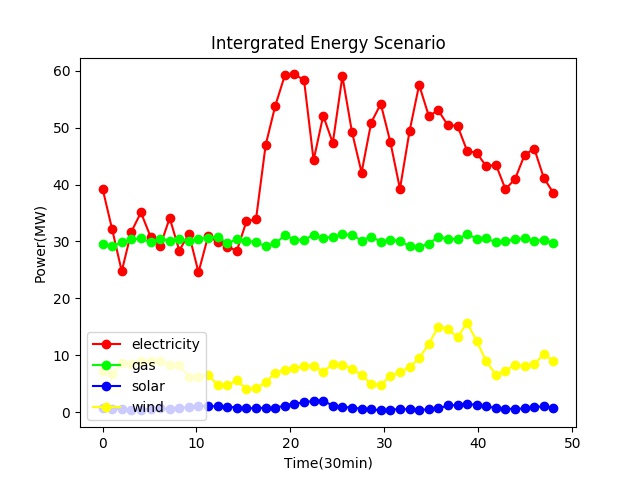 Intergrated Energy Scenario
Power(MW)
60
50
40
30
20
10
0
electricity
gas
solar
wind
0 10 20 30 40 50
Time(30min)